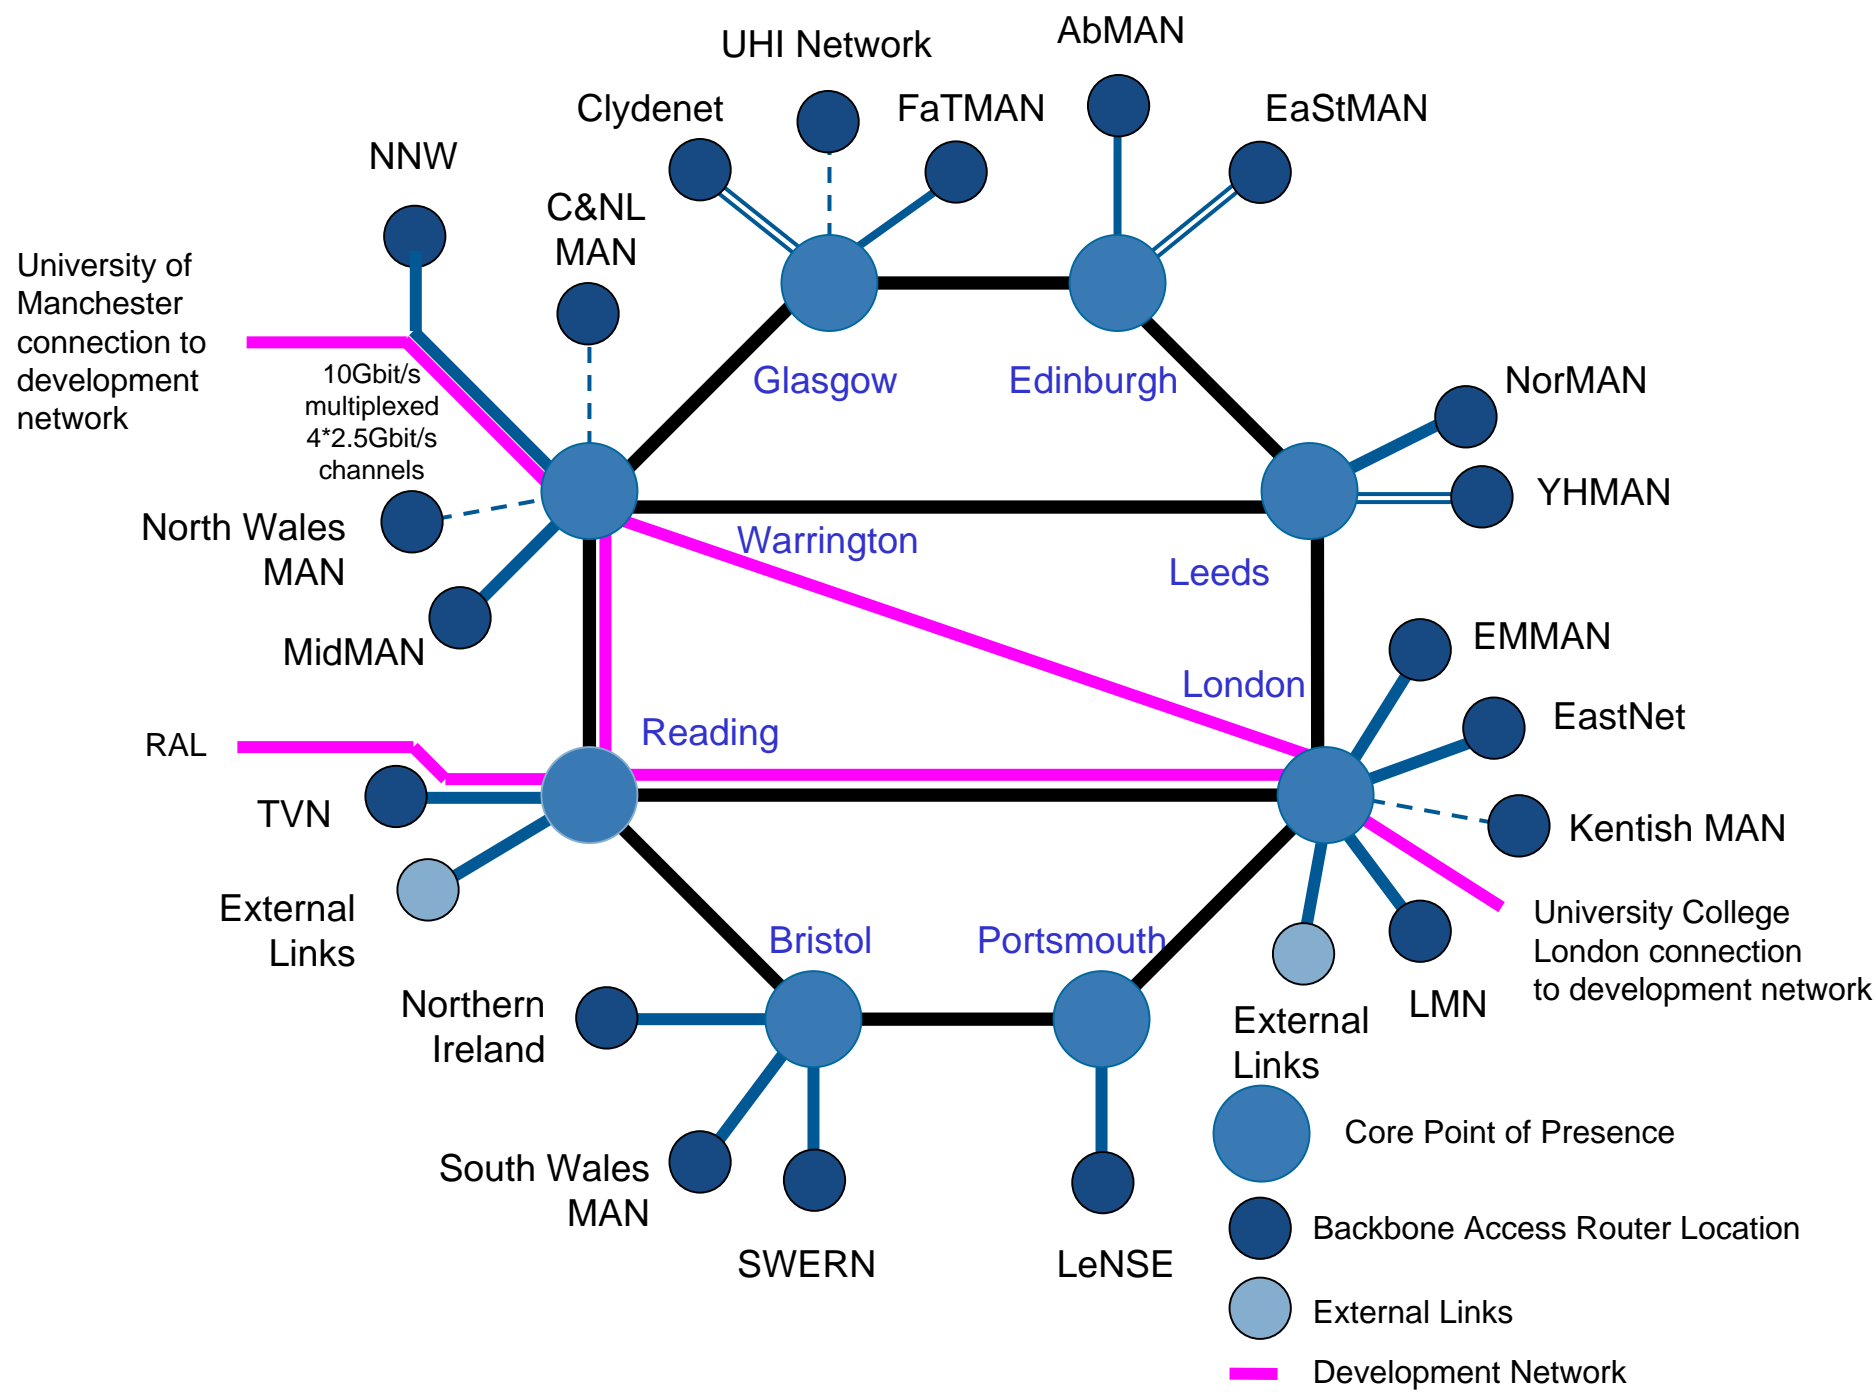 AbMAN
UHI Network
Clydenet
FaTMAN
EaStMAN
NNW
C&NL
MAN
University of
Manchester
connection to
development
network
10Gbit/s
multiplexed
4*2.5Gbit/s
channels
Glasgow
Edinburgh
NorMAN
YHMAN
North Wales
MAN
Warrington
Leeds
MidMAN
EMMAN
London
EastNet
Reading
RAL
TVN
Kentish MAN
External
Links
Bristol
Portsmouth
University College
London connection
to development network
LMN
Northern
Ireland
External
Links
Core Point of Presence
South Wales
MAN
SWERN
LeNSE
Backbone Access Router Location
External Links
Development Network